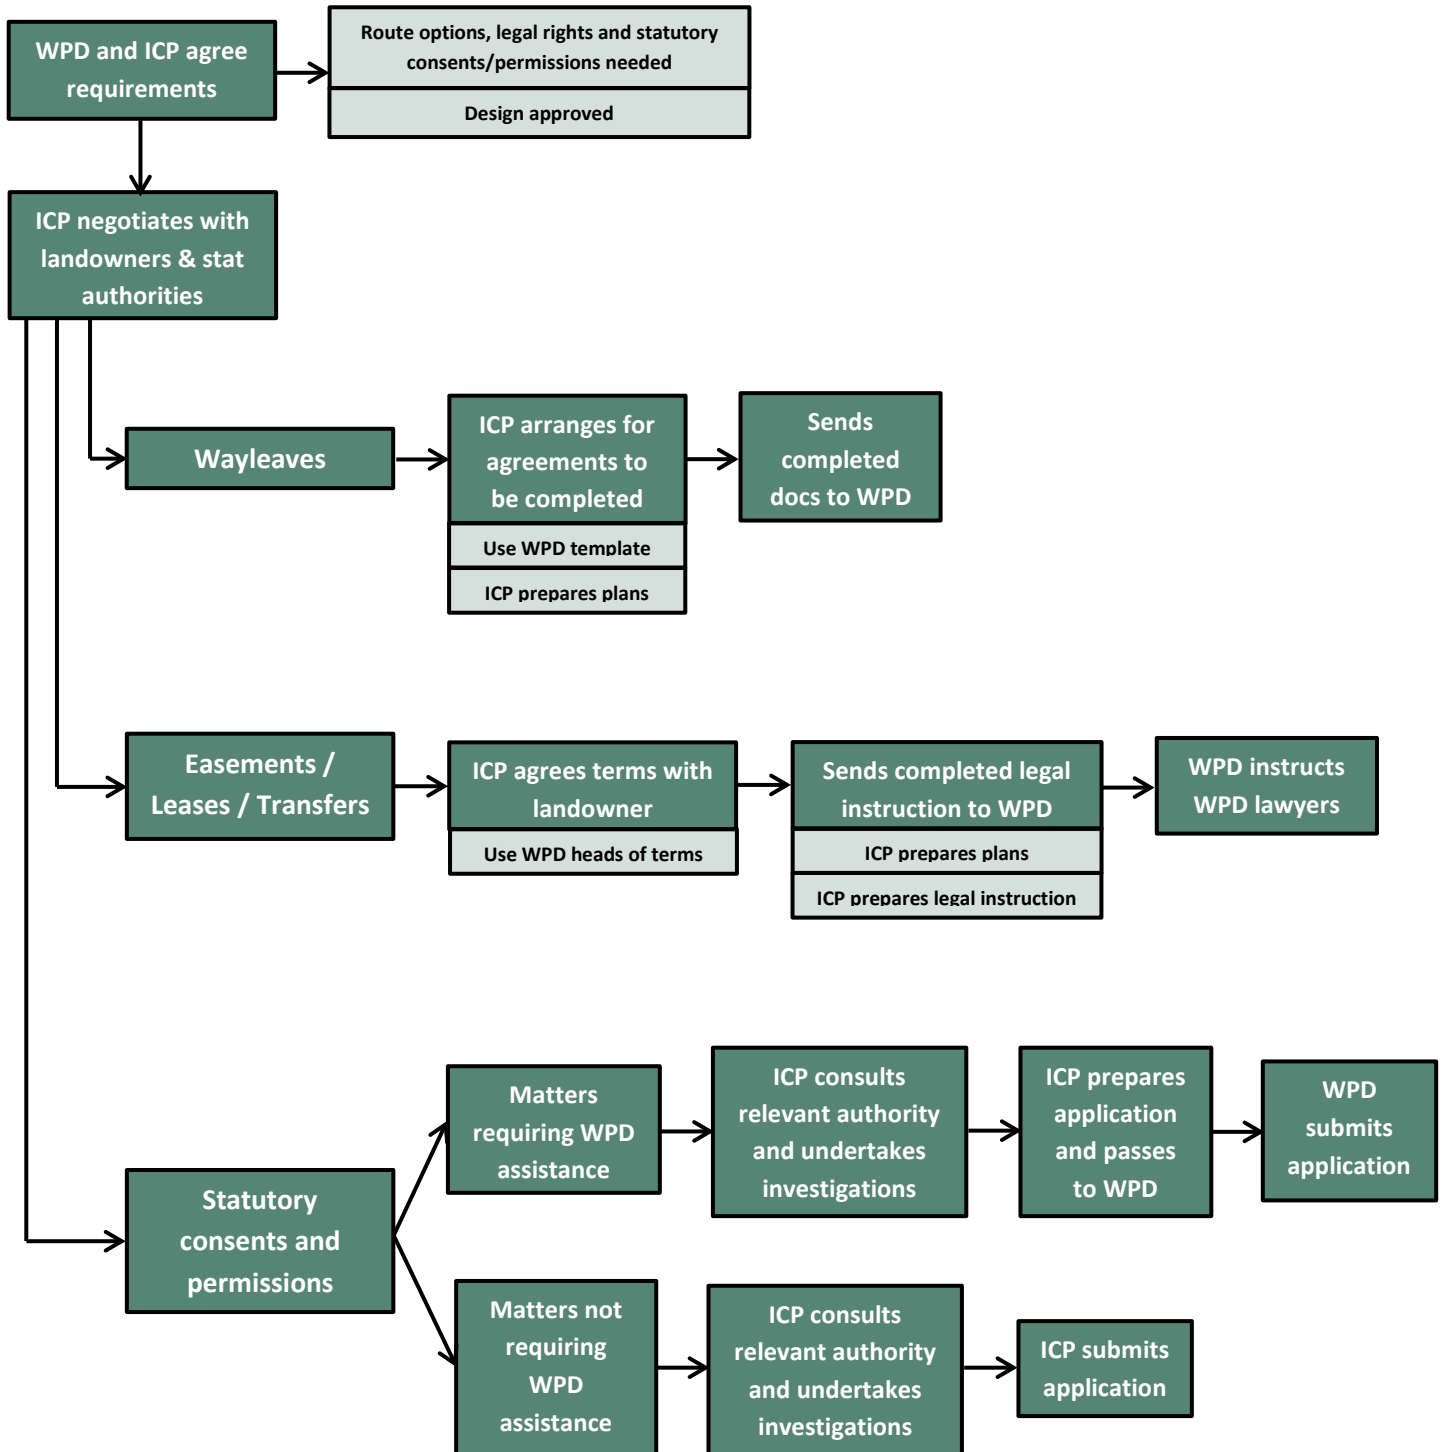 WPD and ICP agree
requirements
Route options, legal rights and statutory
consents/permissions needed
Design approved
ICP negotiates with
landowners & stat
authorities
Wayleaves
ICP arranges for
agreements to
be completed
Use WPD template
ICP prepares plans
Sends
completed
docs to WPD
Easements /
Leases / Transfers
ICP agrees terms with
landowner
Use WPD heads of terms
Sends completed legal
instruction to WPD
ICP prepares plans
ICP prepares legal instruction
WPD instructs
WPD lawyers
Statutory
consents and
permissions
Matters
requiring WPD
assistance
ICP consults
relevant authority
and undertakes
investigations
ICP prepares
application
and passes
to WPD
WPD
submits
application
Matters not
requiring
WPD
assistance
ICP consults
relevant authority
and undertakes
investigations
ICP submits
application